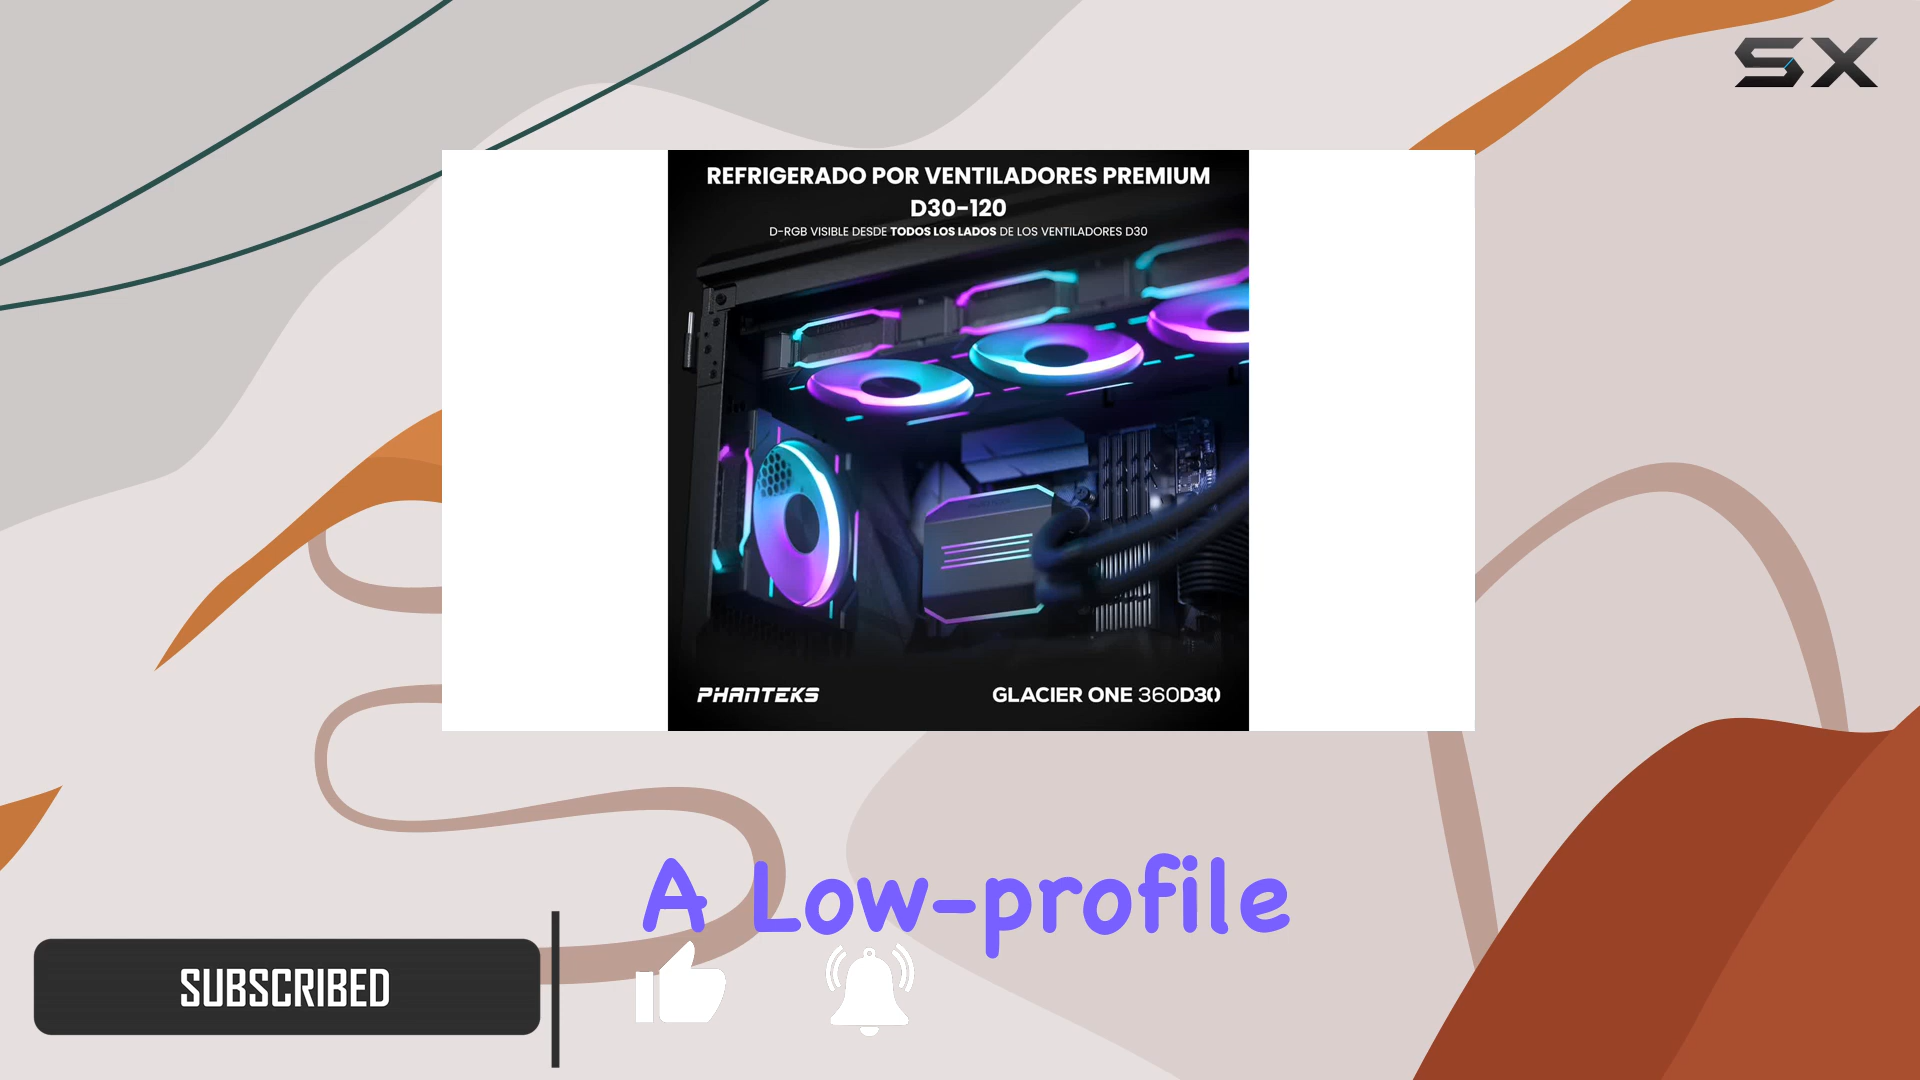 SX
REFRIGERADO POR VENTILADORES PREMIUM
D30-120
D-RGB VISIBLE DESDE TODOS LOS LADOS DE LOS VENTILADORES D30
PHANTEKS
GLACIER ONE 360D30
A Low-profile
SUBSCRIBED